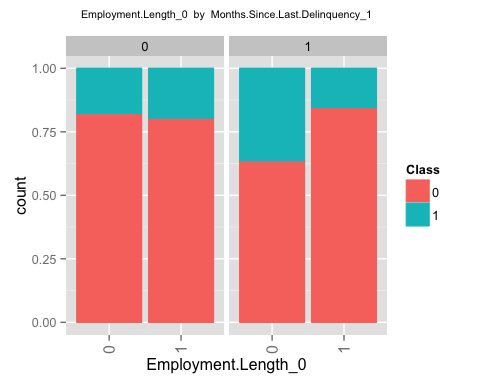 Employment.Length_0 by Months.Since.Last.Delinquency_1
0 1
1.00
0.75
0.50
0.25
0.00
count
0 1 0 1
Employment.Length_0
Class
0
1